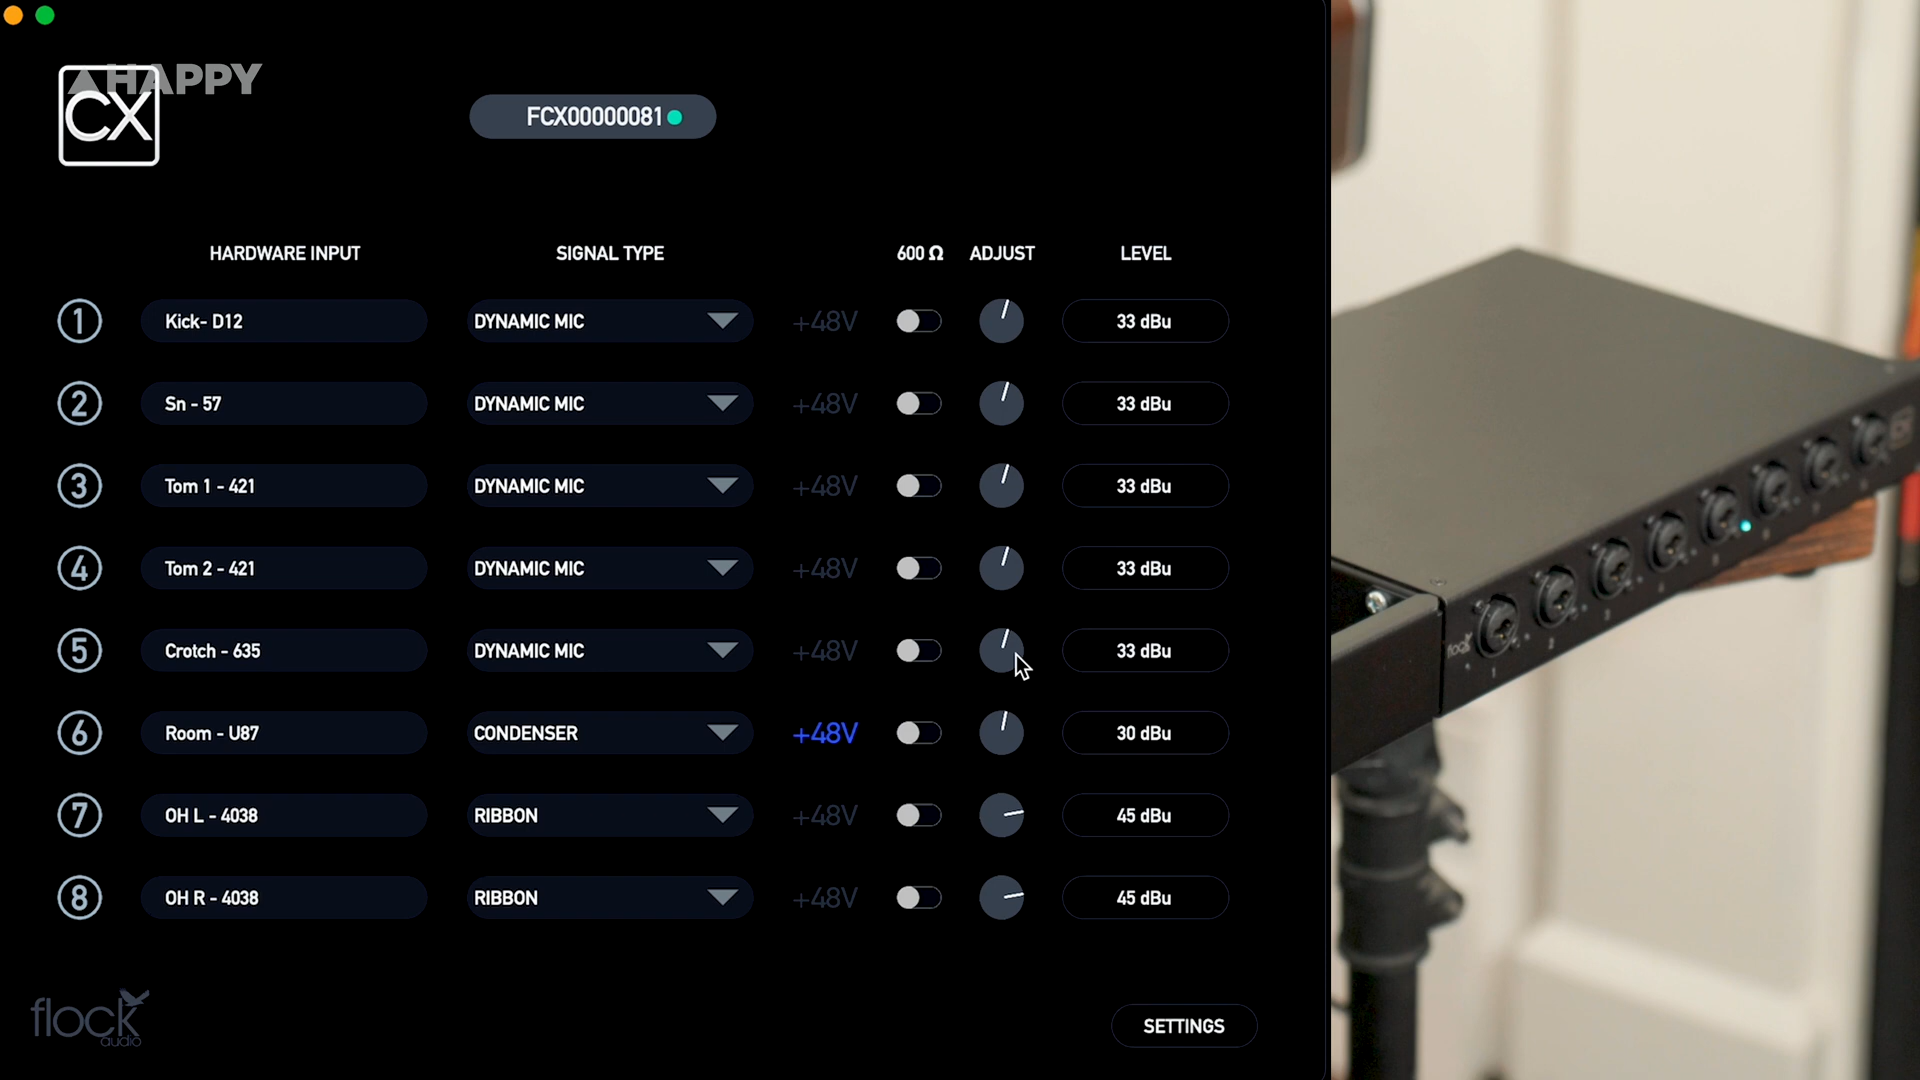 HAPPY
CX
FCX00000081
HARDWARE INPUT SIGNAL TYPE 600 Ω ADJUST LEVEL
1 Kick- D12 DYNAMIC MIC +48V 33 dBu
2 Sn - 57 DYNAMIC MIC +48V 33 dBu
3 Tom 1 - 421 DYNAMIC MIC +48V 33 dBu
4 Tom 2 - 421 DYNAMIC MIC +48V 33 dBu
5 Crotch - 635 DYNAMIC MIC +48V 33 dBu
6 Room - U87 CONDENSER +48V 30 dBu
7 OH L - 4038 RIBBON +48V 45 dBu
8 OH R - 4038 RIBBON +48V 45 dBu
flock
audio
SETTINGS
flock
1 2